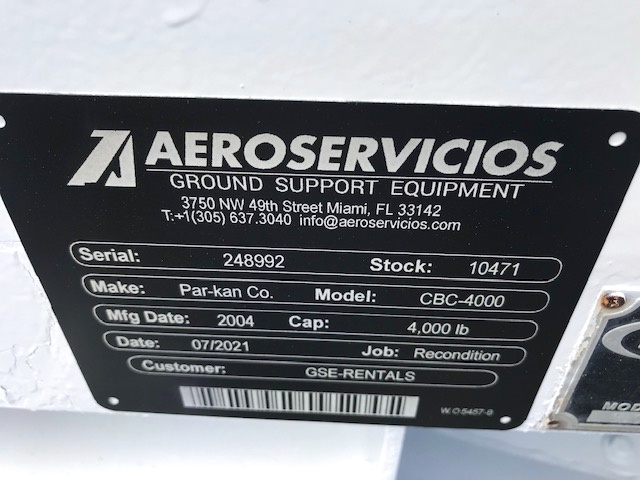 AEROSERVICIOS
GROUND SUPPORT EQUIPMENT
3750 NW 49th Street Miami, FL 33142
T:+1(305) 637.3040 info@aeroservicios.com
Serial: 248992 Stock: 10471
Make: Par-kan Co. Model: CBC-4000
Mfg Date: 2004 Cap: 4,000 lb
Date: 07/2021 Job: Recondition
Customer: GSE-RENTALS
W.O 5457-8